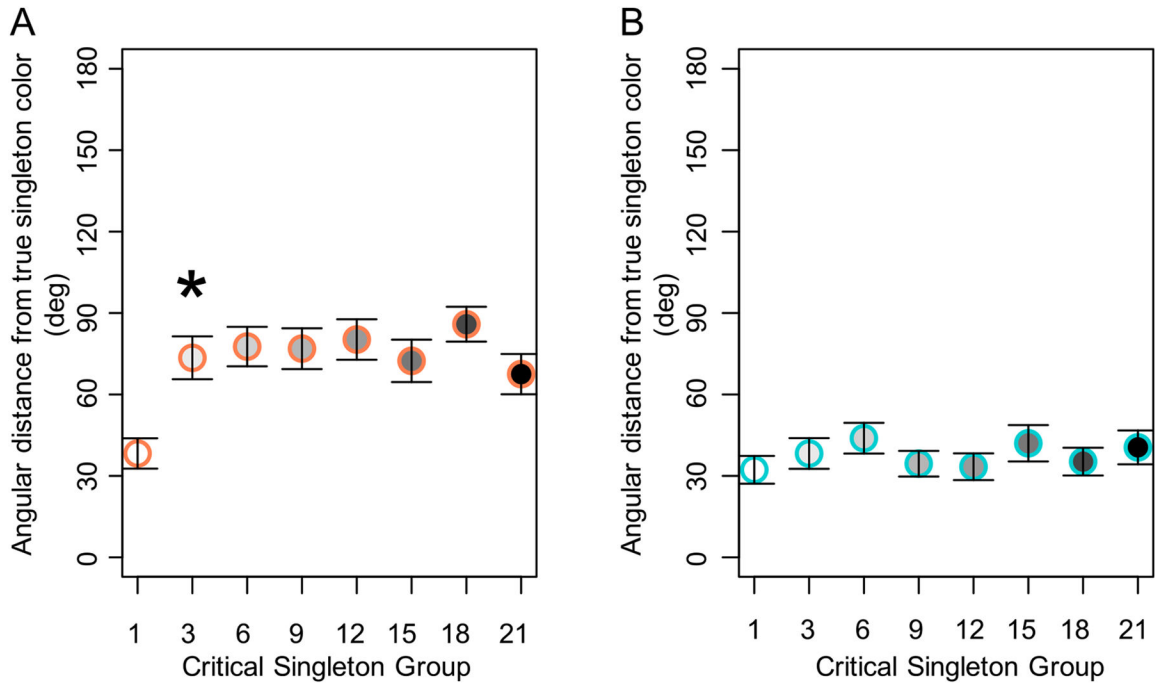 A
Angular distance from true singleton color
(deg)
180
150
120
90
60
30
0
*
1 3 6 9 12 15 18 21
Critical Singleton Group
B
Angular distance from true singleton color
(deg)
180
150
120
90
60
30
0
1 3 6 9 12 15 18 21
Critical Singleton Group